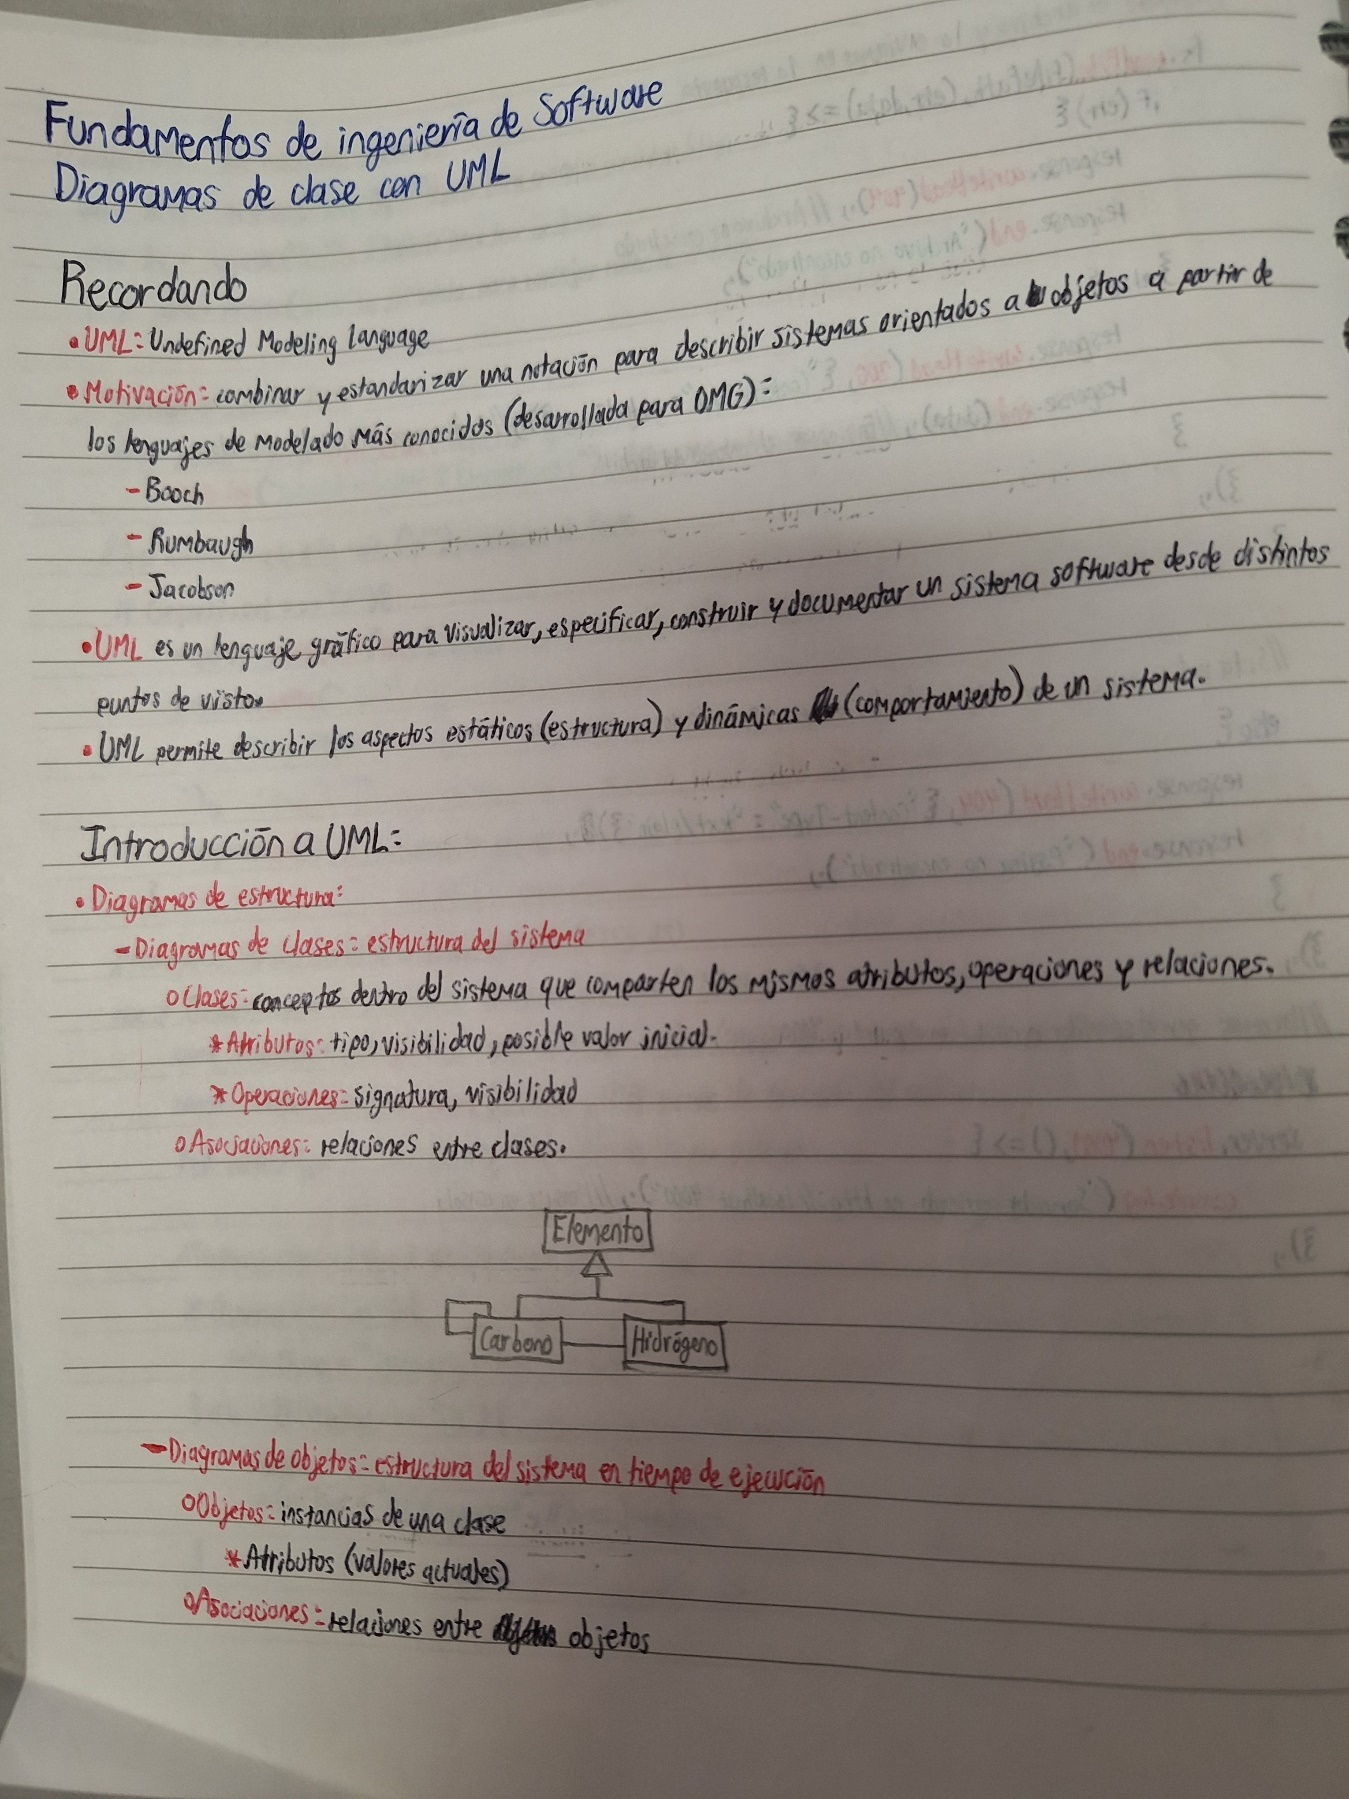 Fundamentos de ingeniería de Software
Diagramas de clase con UML
Recordando
• UML: Undefined Modeling Language
• Motivación: combinar y estandarizar una notación para describir sistemas orientados a objetos a partir de
los lenguajes de modelado más conocidos (desarrollada para OMG):
- Booch
- Rumbaugh
- Jacobson
• UML es un lenguaje gráfico para visualizar, especificar, construir y documentar un sistema software desde distintos
puntos de vista.
• UML permite describir los aspectos estáticos (estructura) y dinámicas (comportamiento) de un sistema.
Introducción a UML:
• Diagramas de estructura:
- Diagramas de clases: estructura del sistema
o Clases: conceptos dentro del sistema que comparten los mismos atributos, operaciones y relaciones.
* Atributos: tipo, visibilidad, posible valor inicial.
* Operaciones: signatura, visibilidad
o Asociaciones: relaciones entre clases.
Elemento
Carbono Hidrógeno
- Diagramas de objetos: estructura del sistema en tiempo de ejecución
o Objetos: instancias de una clase
* Atributos (valores actuales)
o Asociaciones: relaciones entre objetos